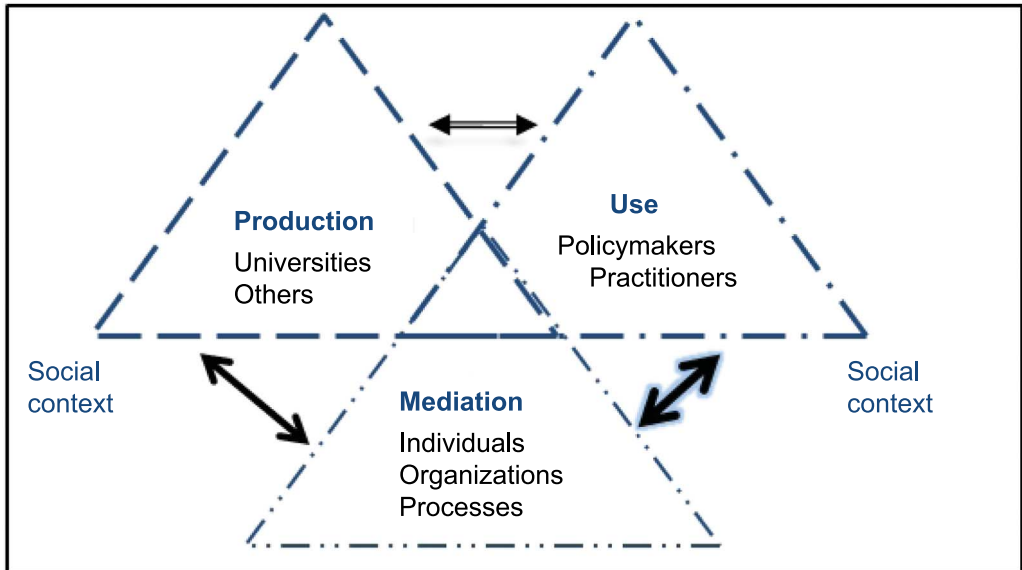 Production
Universities
Others
Use
Policymakers
Practitioners
Social
context
Mediation
Individuals
Organizations
Processes
Social
context